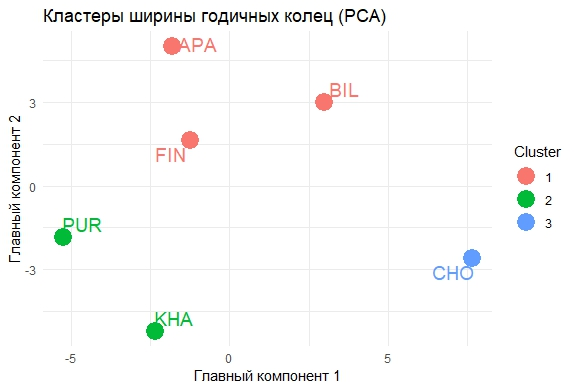 Кластеры ширины годичных колец (PCA)
APA
BIL
FIN
PUR
CHO
KHA
3
0
-3
-5
0
5
Главный компонент 2
Главный компонент 1
Cluster
1
2
3